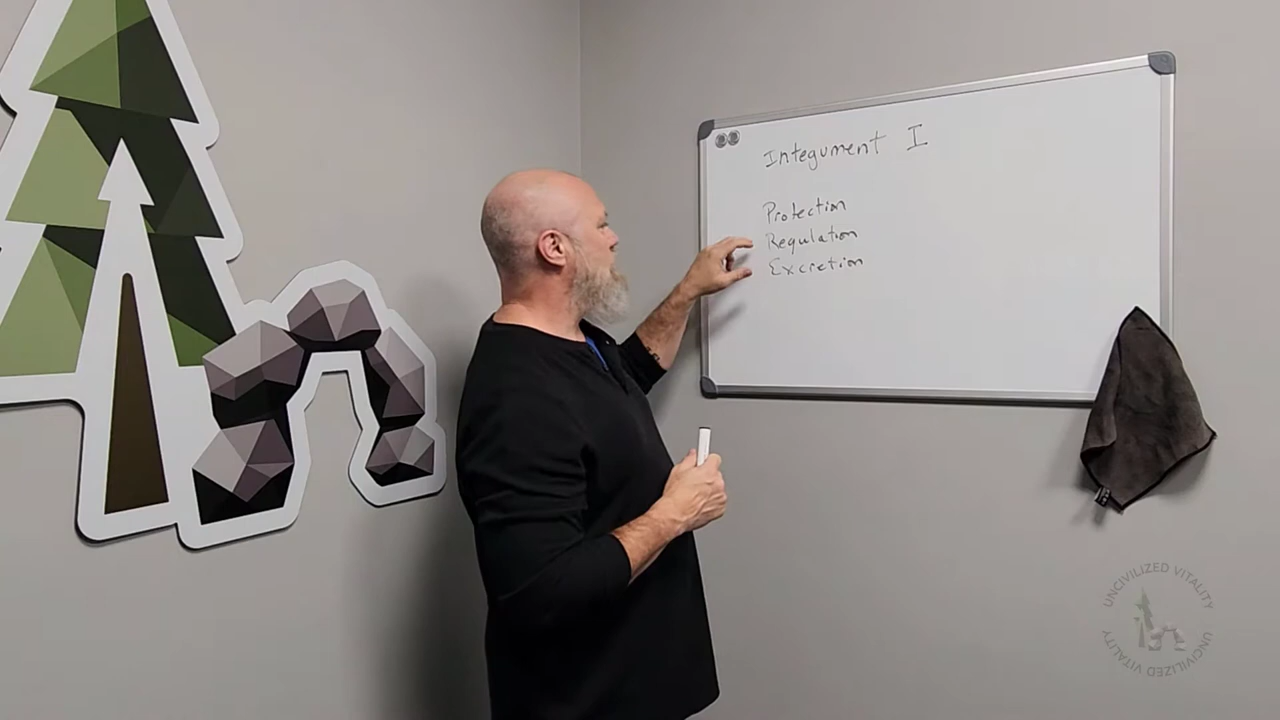 Integument I
Protection
Regulation
Excretion
UNCIVILIZED VITALITY
UNCIVILIZED VITALITY